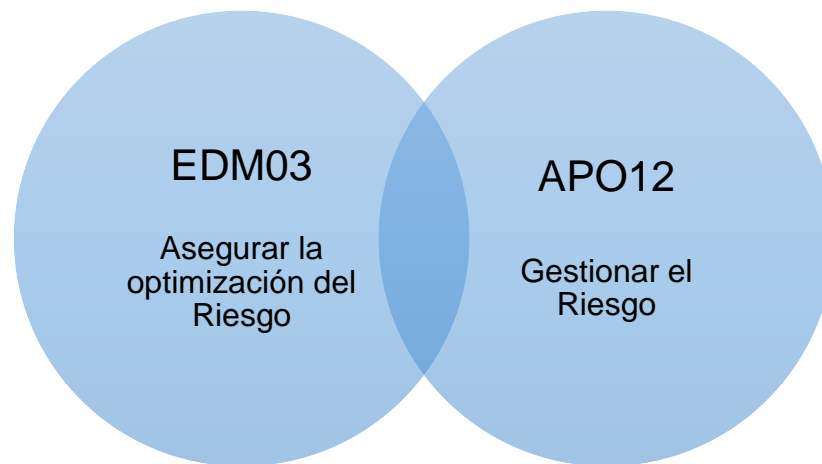 EDM03
Asegurar la
optimización del
Riesgo
APO12
Gestionar el
Riesgo